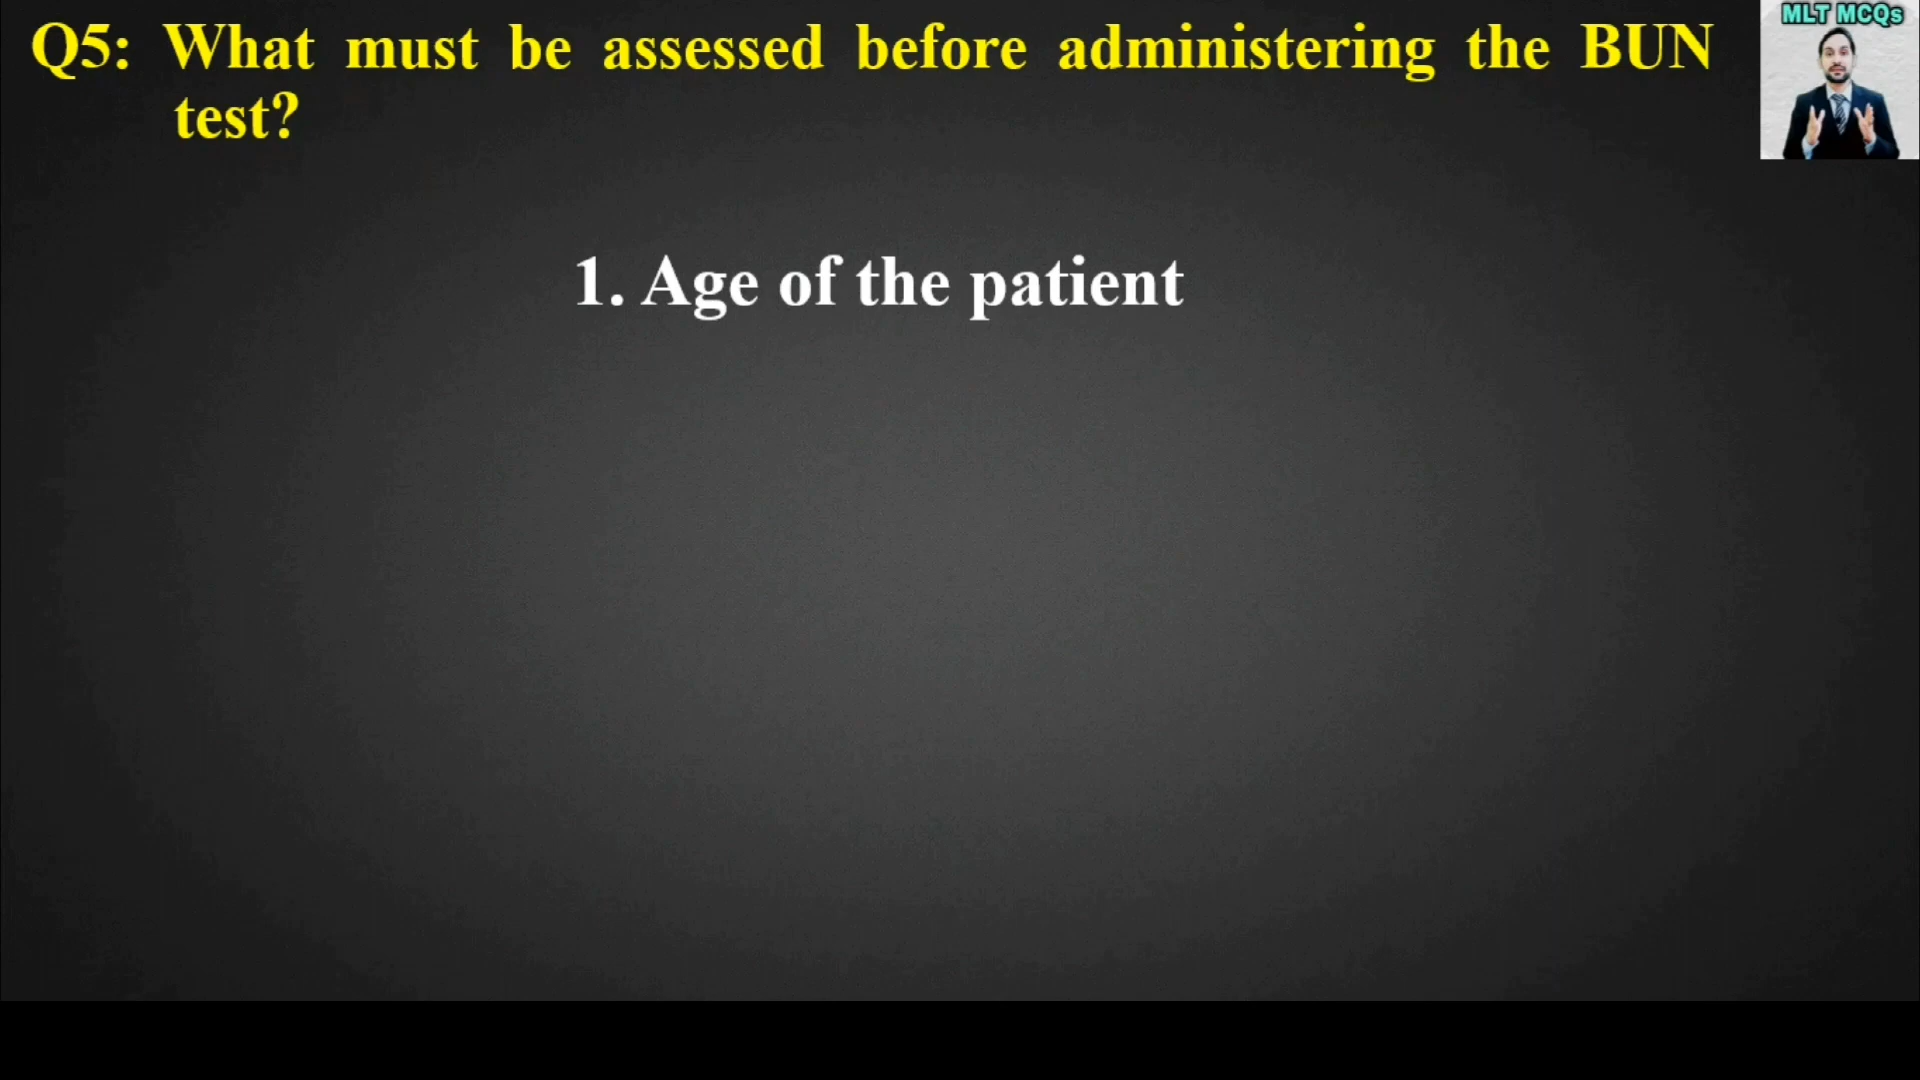 Q5: What must be assessed before administering the BUN
test?
MLT MCQs
1. Age of the patient